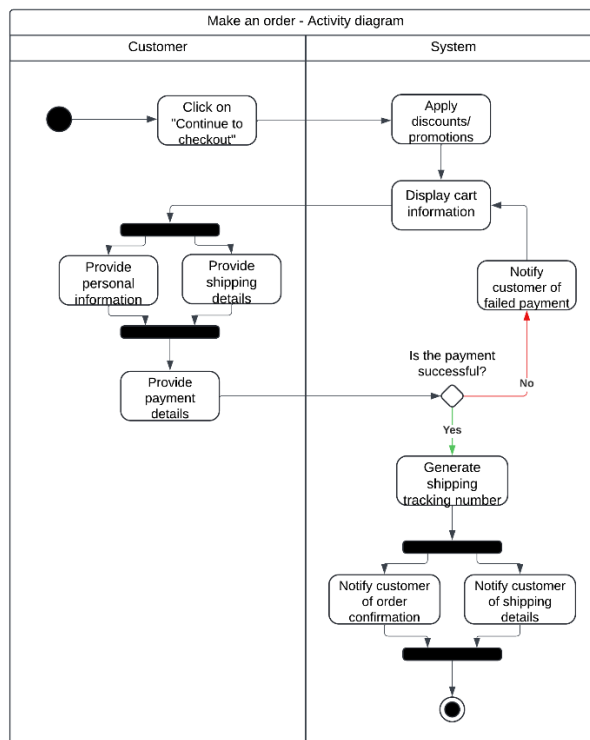 Make an order - Activity diagram
Customer
System
Click on
"Continue to
checkout"
Apply
discounts/
promotions
Display cart
information
Provide
personal
information
Provide
shipping
details
Notify
customer of
failed payment
Is the payment
successful?
No
Provide
payment
details
Yes
Generate
shipping
tracking number
Notify customer
of order
confirmation
Notify customer
of shipping
details